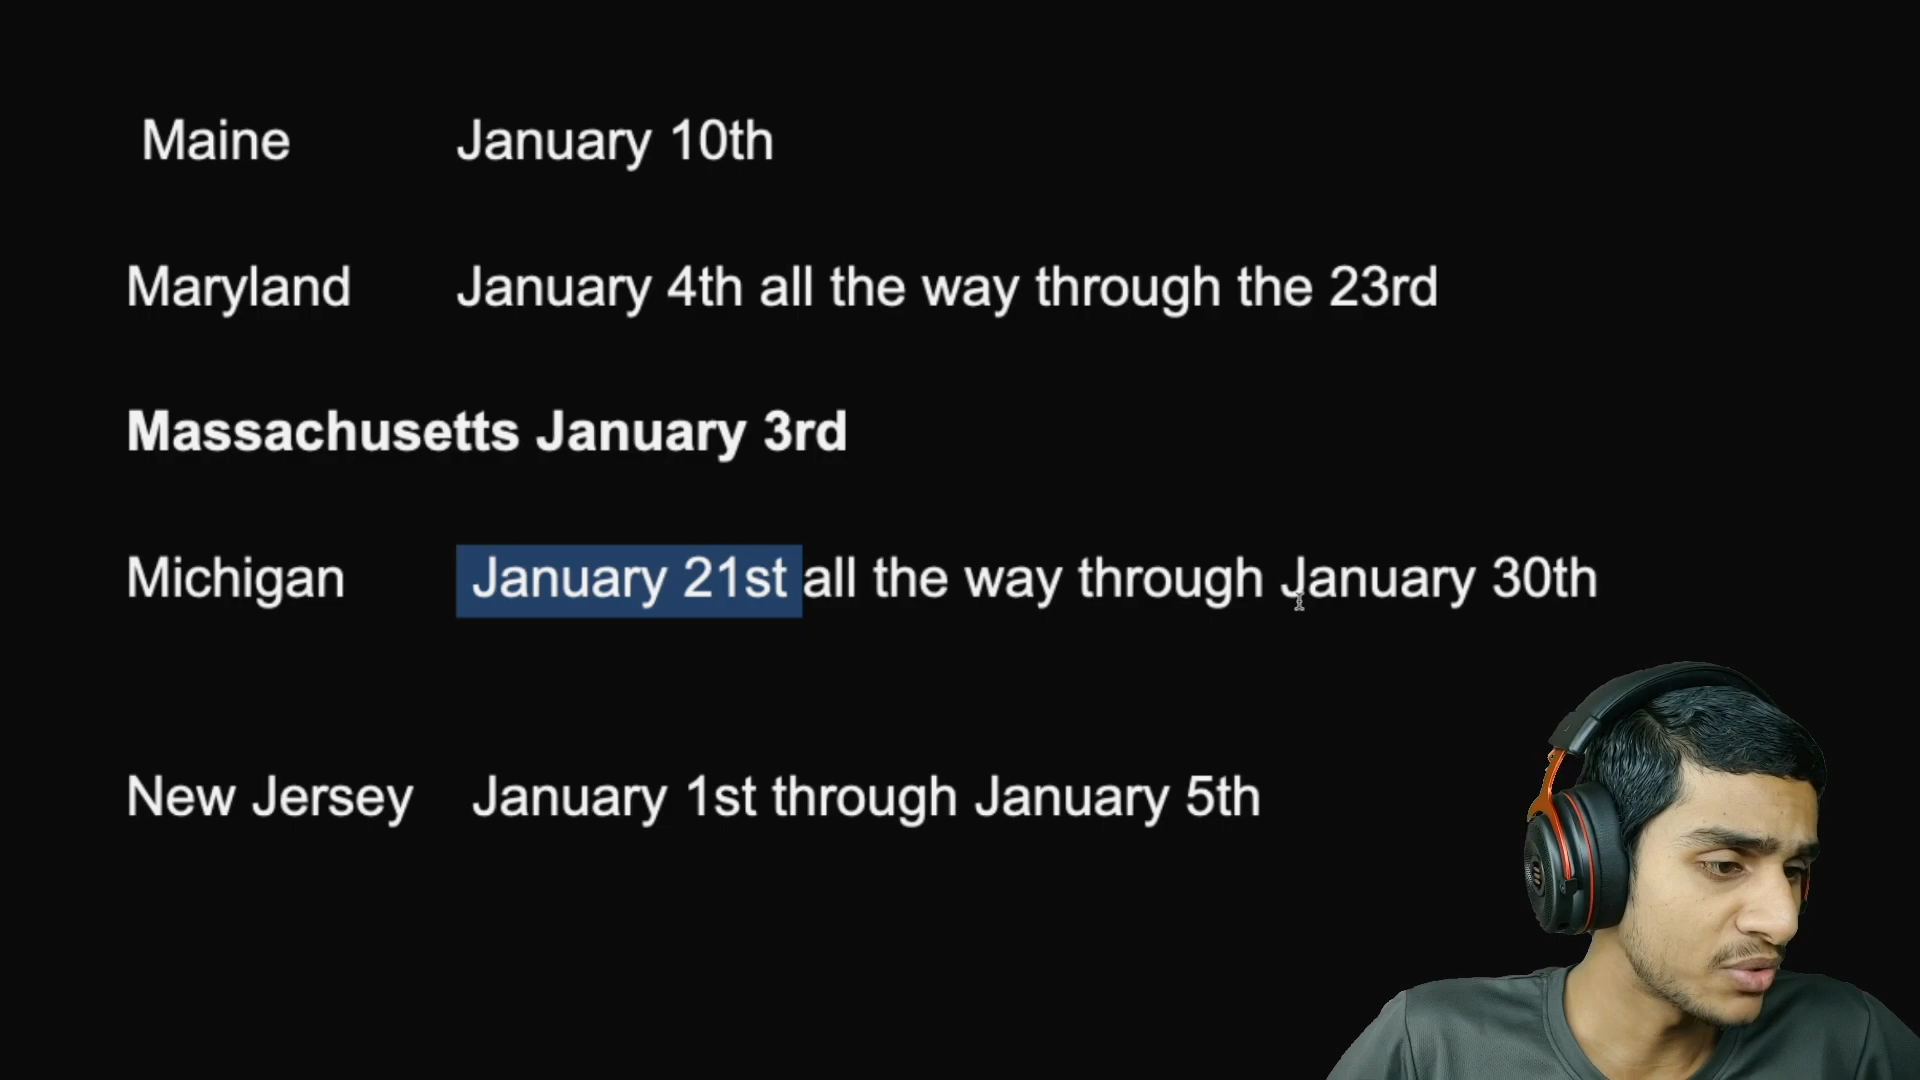 Maine January 10th
Maryland January 4th all the way through the 23rd
Massachusetts January 3rd
Michigan January 21st all the way through January 30th
New Jersey January 1st through January 5th